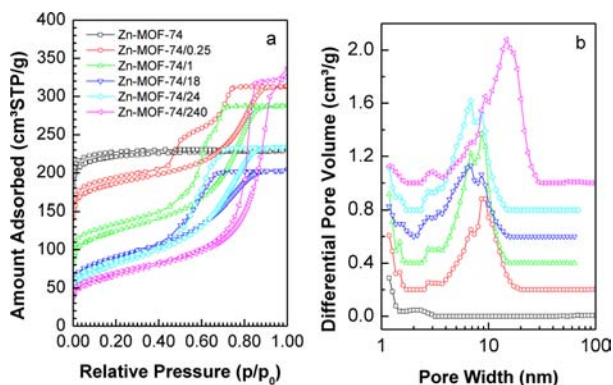 a
Zn-MOF-74
Zn-MOF-74/0.25
Zn-MOF-74/1
Zn-MOF-74/18
Zn-MOF-74/24
Zn-MOF-74/240
Amount Adsorbed (cm³STP/g)
400
350
300
250
200
150
100
50
0
0.00 0.20 0.40 0.60 0.80 1.00
Relative Pressure (p/p₀)
b
Differential Pore Volume (cm³/g)
2.0
1.6
1.2
0.8
0.4
0.0
1 10 100
Pore Width (nm)